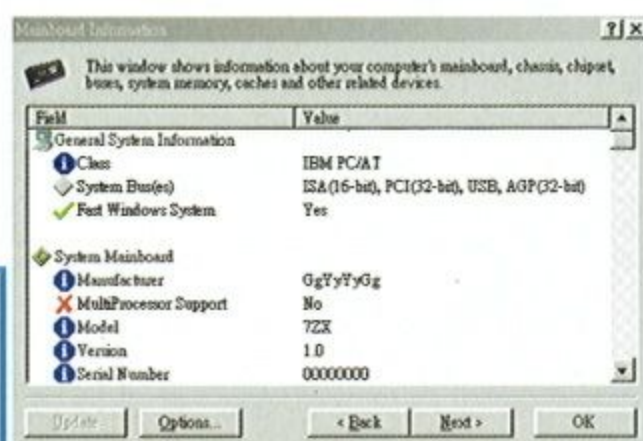 Mainboard Information
This window shows information about your computer's mainboard, chassis, chipset,
buses, system memory, caches and other related devices.
Field Value
General System Information
Class IBM PC/AT
System Bus(es) ISA(16-bit), PCI(32-bit), USB, AGP(32-bit)
Fast Windows System Yes
System Mainboard
Manufacturer GgYyYyGg
MultiProcessor Support No
Model 7ZX
Version 1.0
Serial Number 00000000
Update Options... < Back Next > OK